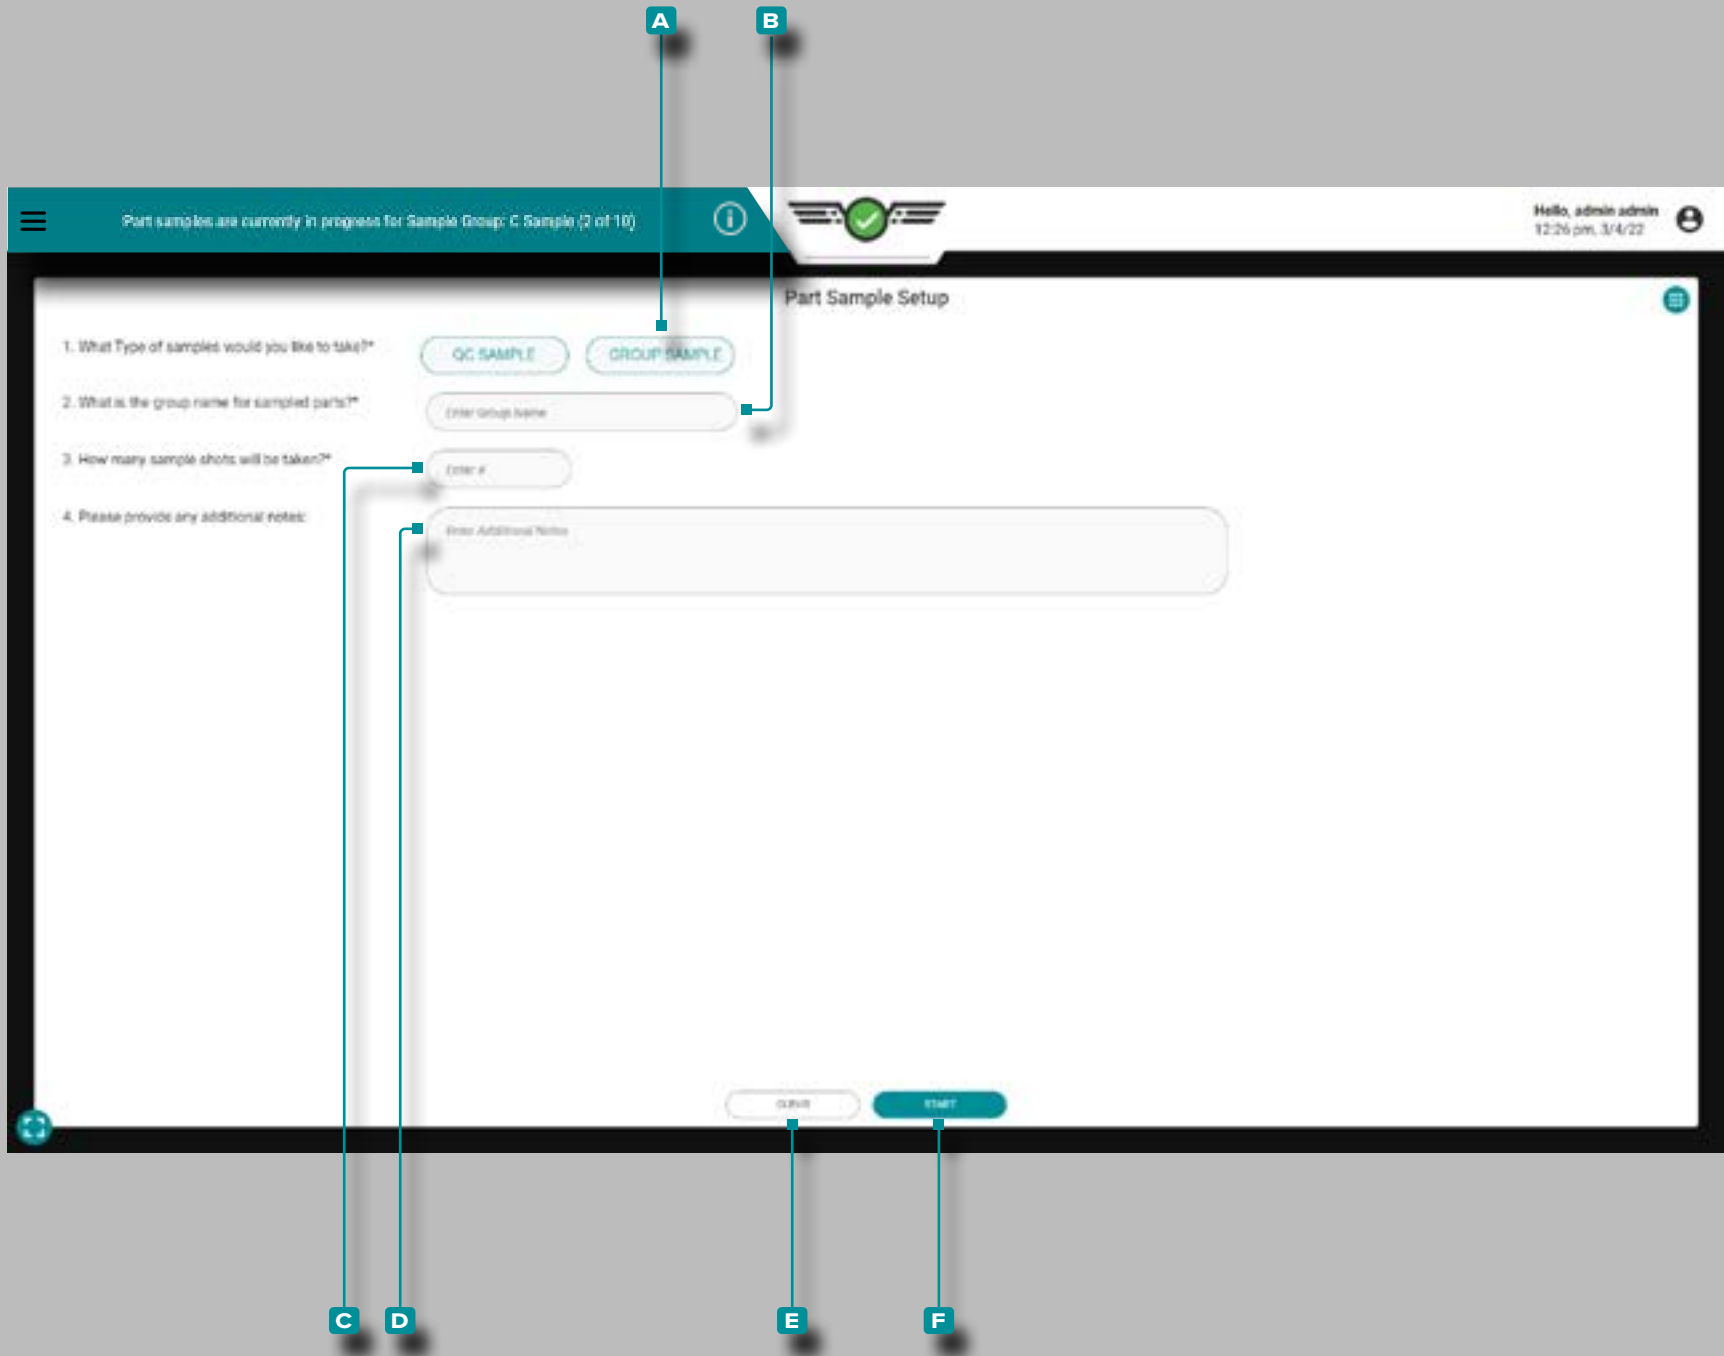 A B
Part samples are currently in progress for Sample Group: C Sample (2 of 10)
Hello, admin admin
12:26 pm, 3/4/22
Part Sample Setup
1. What Type of samples would you like to take?*
QC SAMPLE GROUP SAMPLE
2. What is the group name for sampled parts?*
Enter Group Name
3. How many sample shots will be taken?*
Enter #
4. Please provide any additional notes:
Enter Additional Notes
START
C D E F